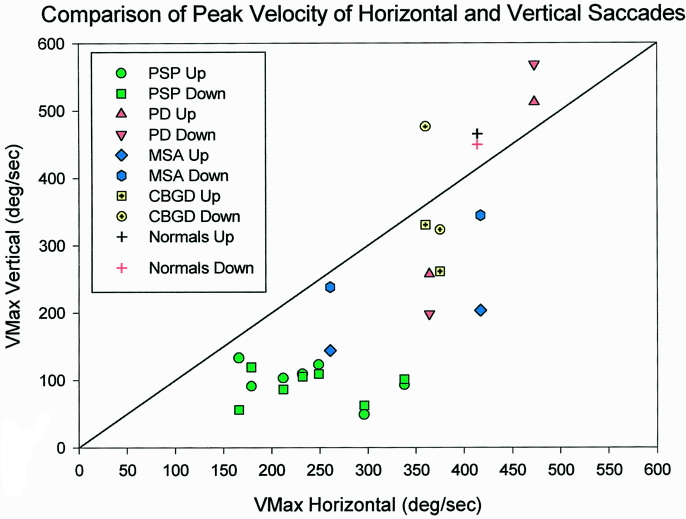 Comparison of Peak Velocity of Horizontal and Vertical Saccades
600
500
400
300
200
100
0
VMax Vertical (deg/sec)
PSP Up
PSP Down
PD Up
PD Down
MSA Up
MSA Down
CBGD Up
CBGD Down
Normals Up
Normals Down
0 50 100 150 200 250 300 350 400 450 500 550 600
VMax Horizontal (deg/sec)